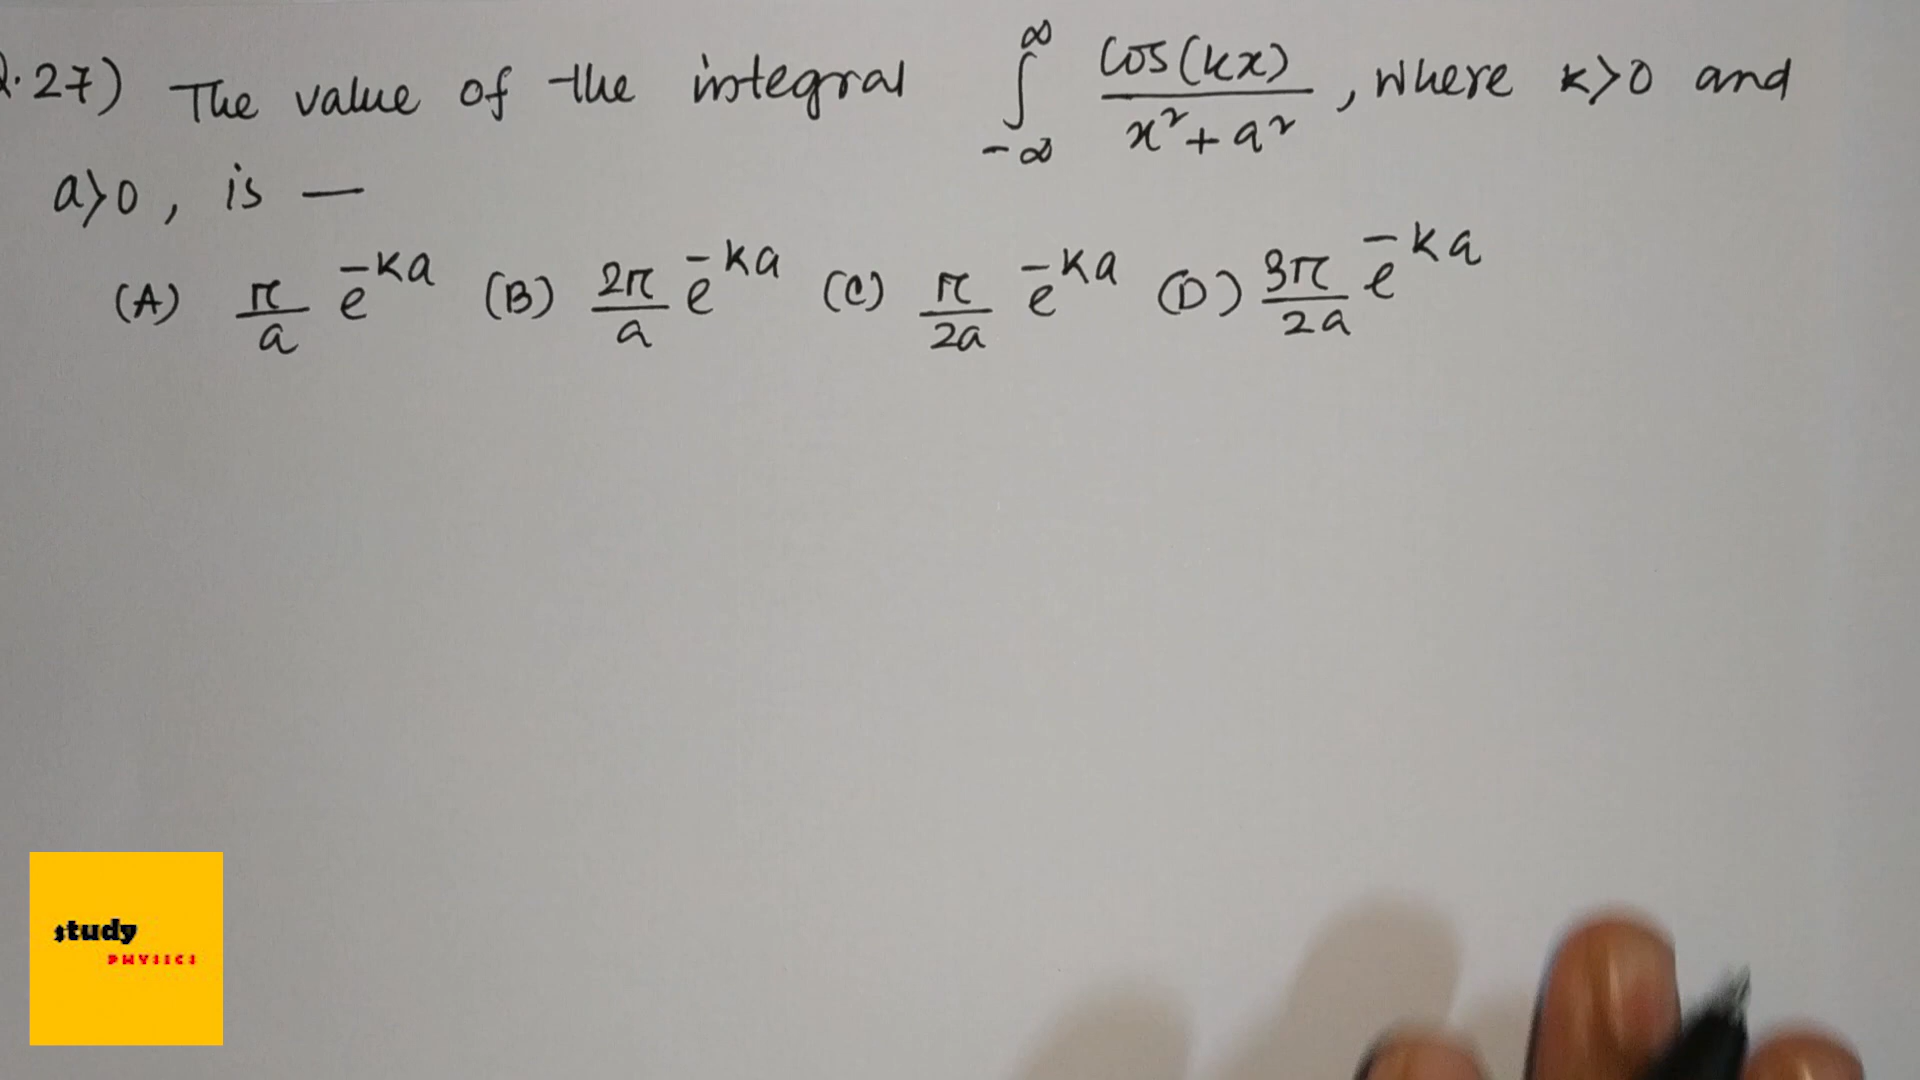 Q.27) The value of the integral ∫_{-∞}^{∞} cos(kx) / x²+a² , where k>0 and
a>0, is —
(A) π/a e^{-ka} (B) 2π/a e^{-ka} (C) π/2a e^{-ka} (D) 3π/2a e^{-ka}
study
PHYSICS